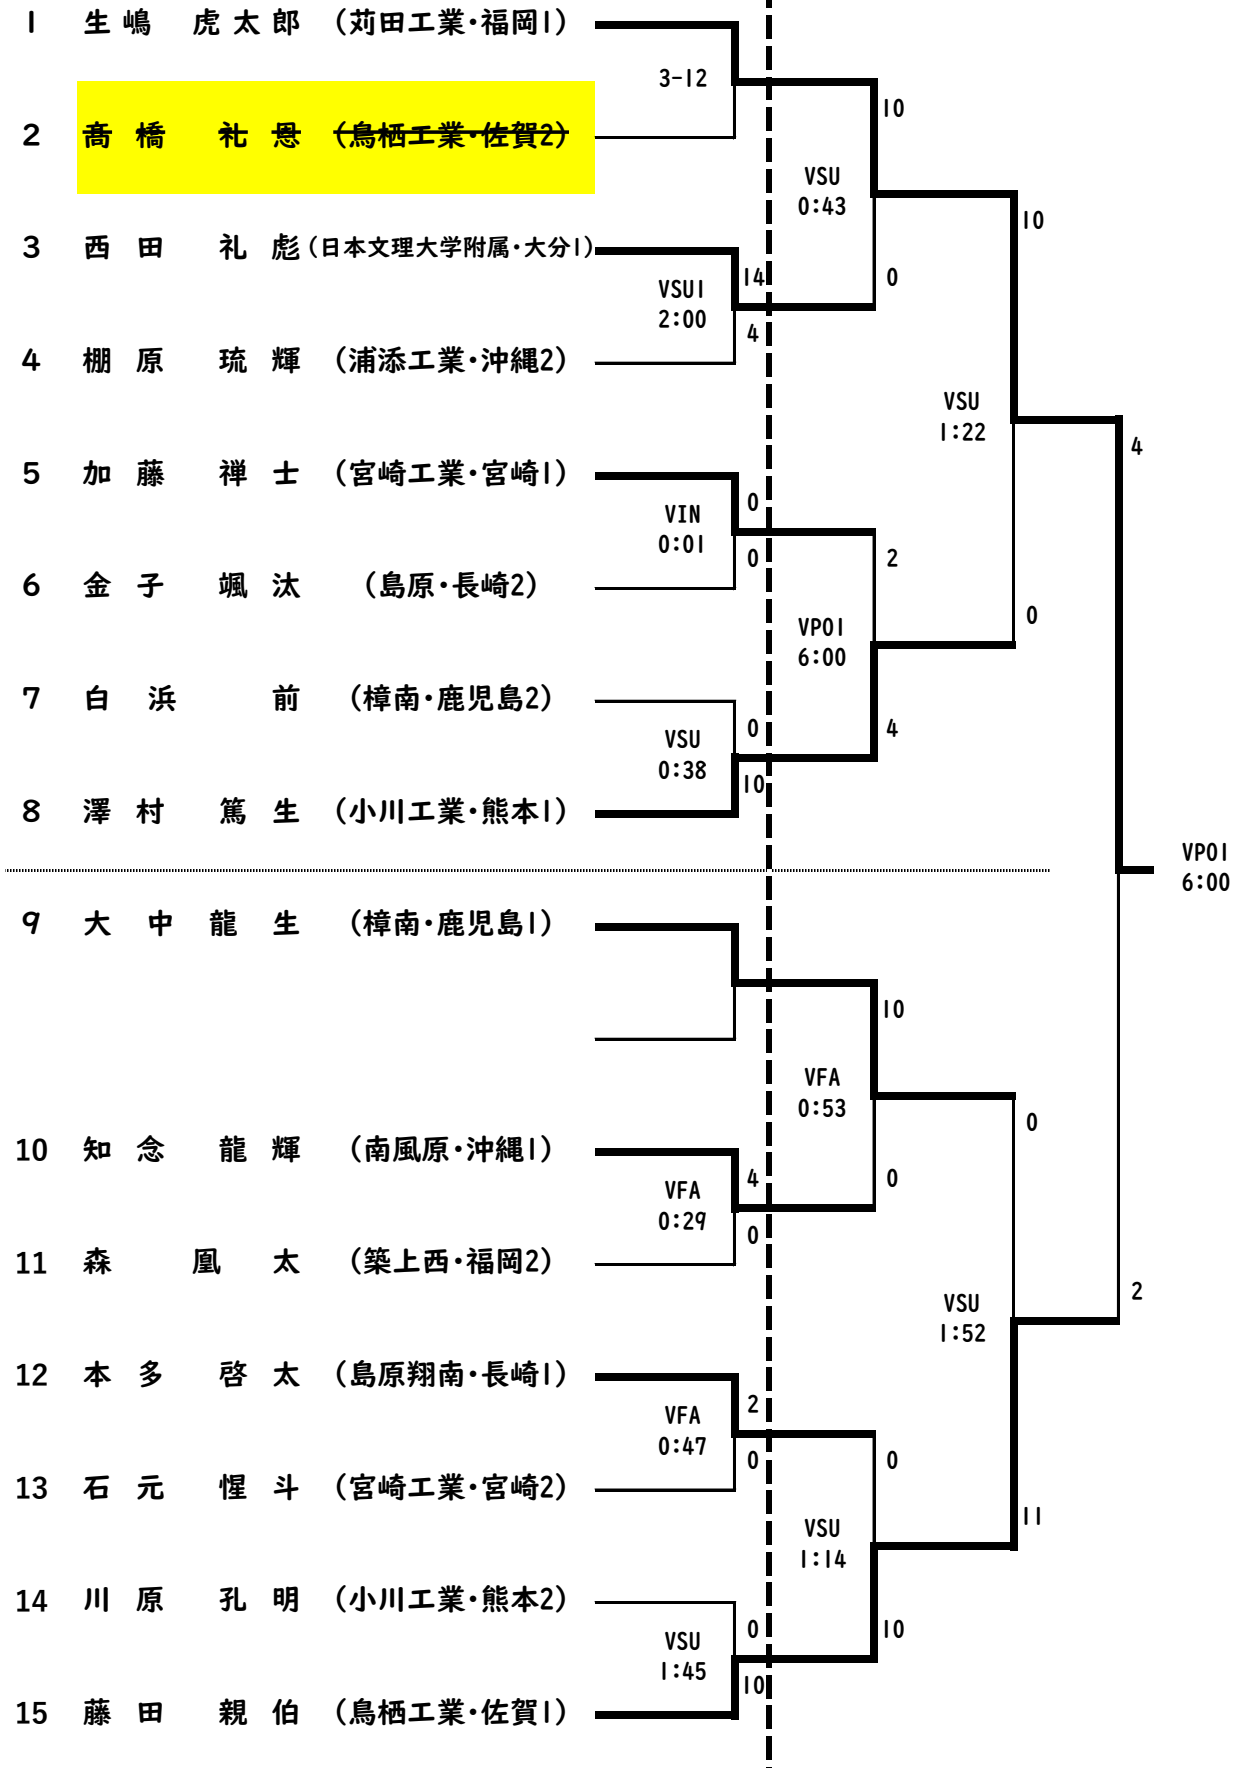 1 生嶋 虎太郎 (苅田工業・福岡1)
3-12
10
2 髙橋 礼恩 (鳥栖工業・佐賀2)
VSU
0:43
10
3 西田 礼彪 (日本文理大学附属・大分1)
14
0
VSU1
2:00
4
4 棚原 琉輝 (浦添工業・沖縄2)
VSU
1:22
4
5 加藤 禅士 (宮崎工業・宮崎1)
0
VIN
0:01
0
2
6 金子 颯汰 (島原・長崎2)
0
VPO1
6:00
7 白浜 前 (樟南・鹿児島2)
0
4
VSU
0:38
10
8 澤村 篤生 (小川工業・熊本1)
VPO1
6:00
9 大中 龍生 (樟南・鹿児島1)
10
VFA
0:53
0
10 知念 龍輝 (南風原・沖縄1)
4
0
VFA
0:29
0
11 森 凰太 (築上西・福岡2)
2
VSU
1:52
12 本多 啓太 (島原翔南・長崎1)
2
VFA
0:47
0
0
13 石元 惺斗 (宮崎工業・宮崎2)
11
VSU
1:14
14 川原 孔明 (小川工業・熊本2)
0
10
VSU
1:45
10
15 藤田 親伯 (鳥栖工業・佐賀1)